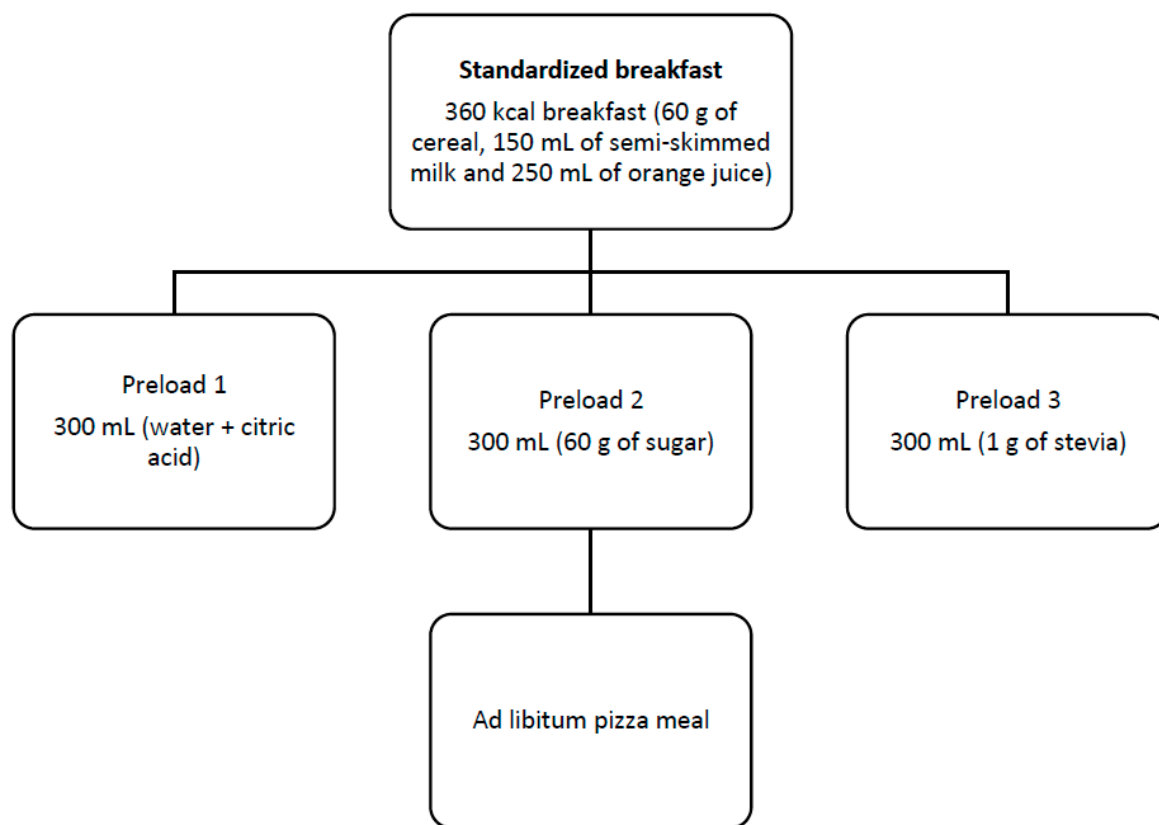 Standardized breakfast
360 kcal breakfast (60 g of
cereal, 150 mL of semi-skimmed
milk and 250 mL of orange juice)
Preload 1
300 mL (water + citric
acid)
Preload 2
300 mL (60 g of sugar)
Preload 3
300 mL (1 g of stevia)
Ad libitum pizza meal